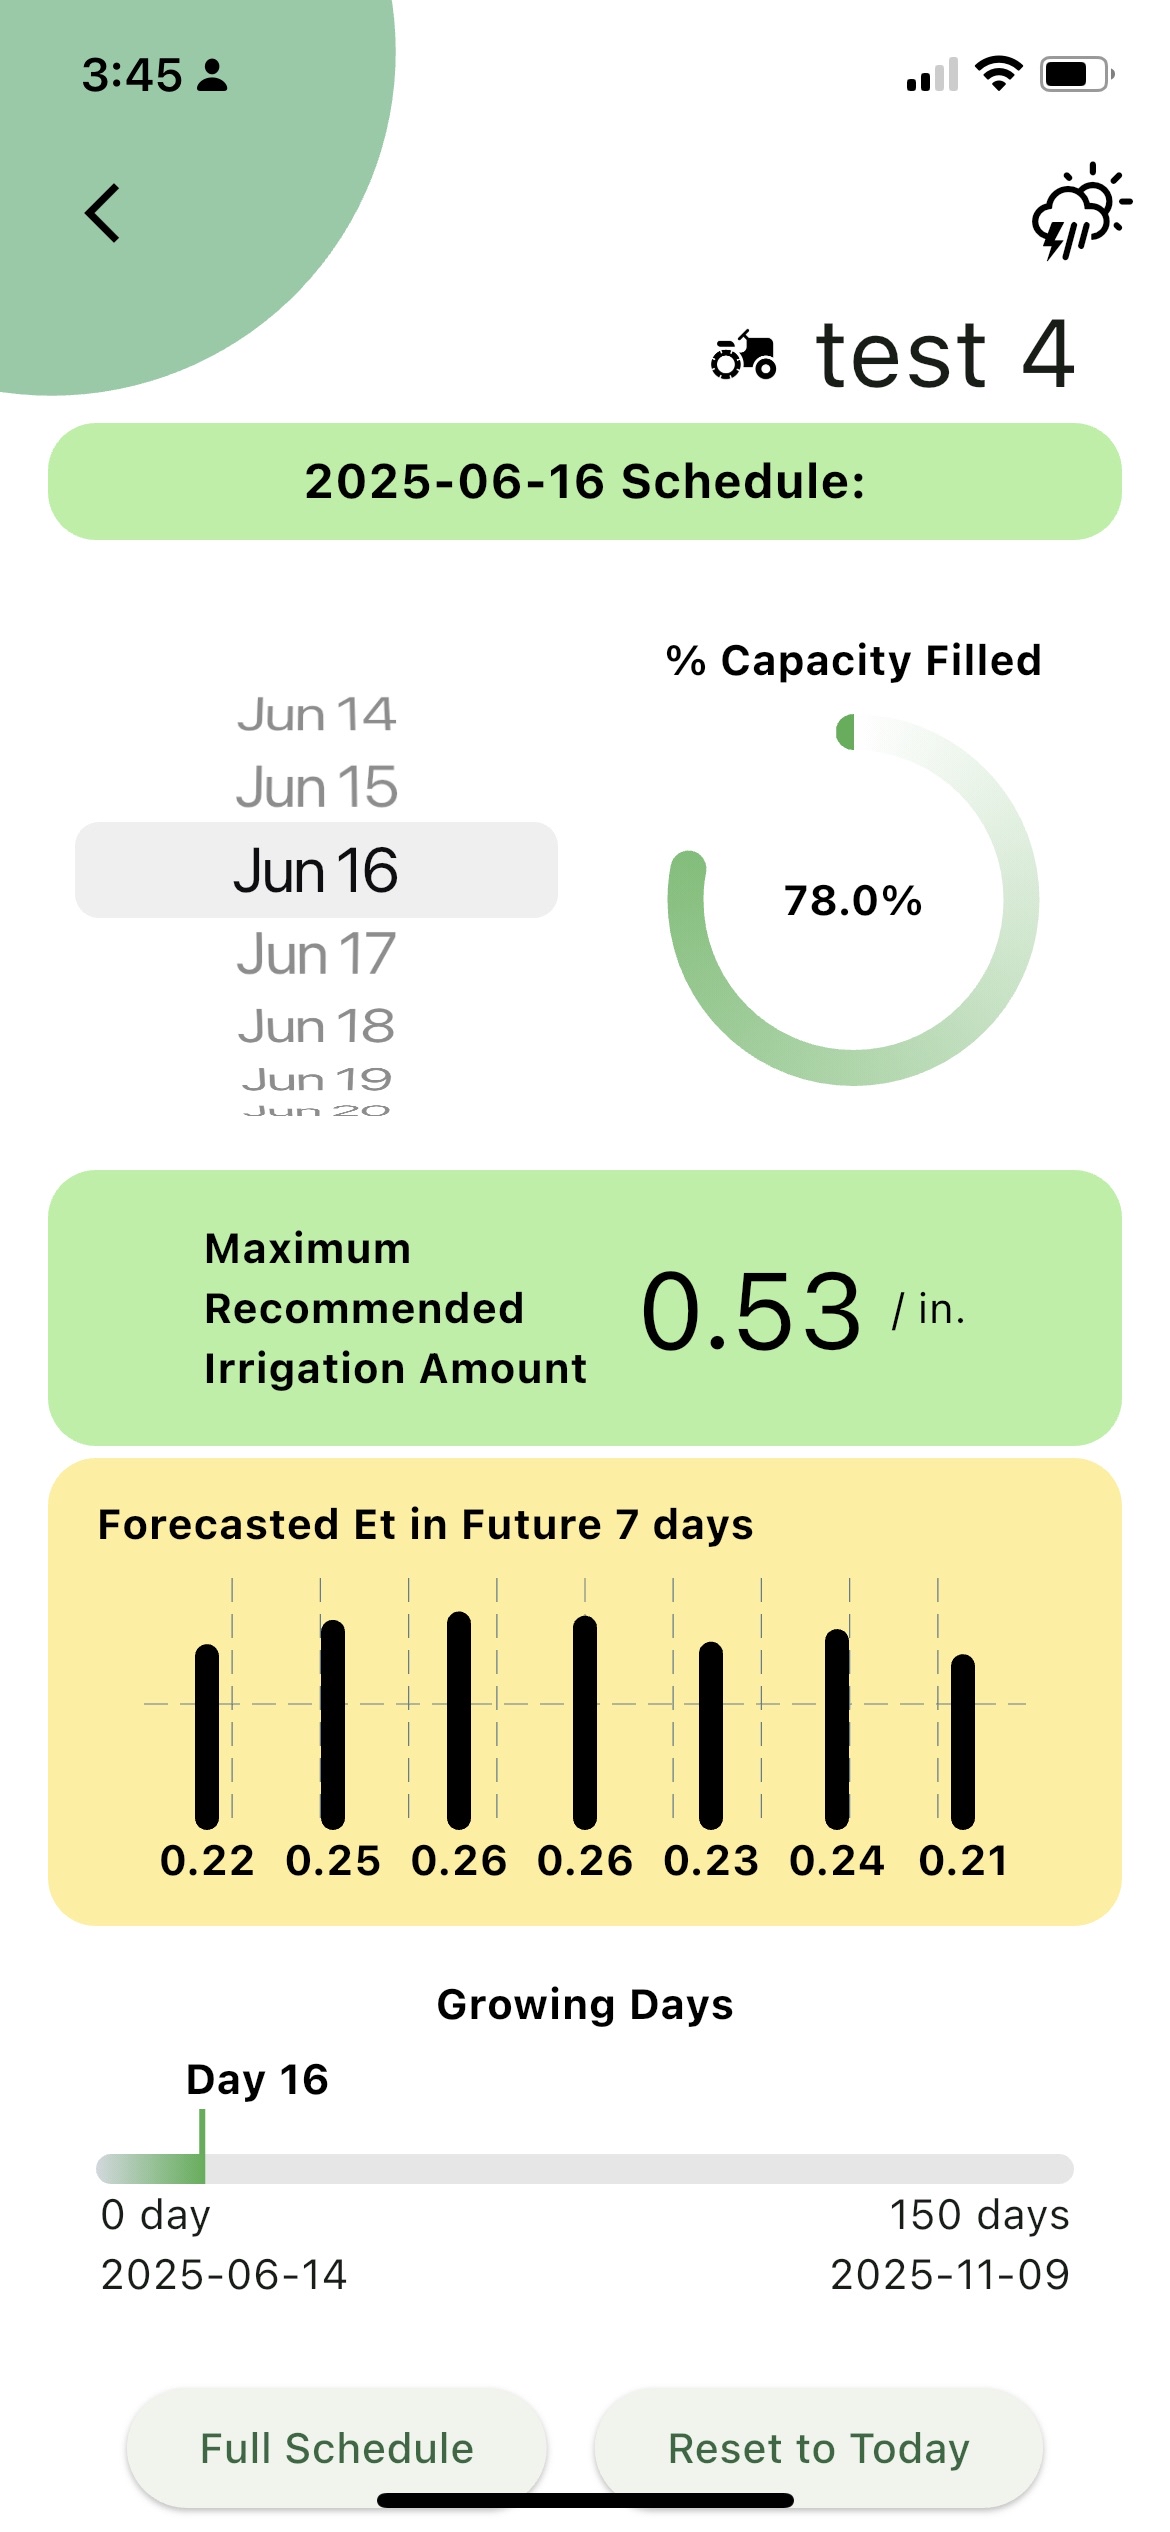 3:45
test 4
2025-06-16 Schedule:
% Capacity Filled
Jun 14
Jun 15
Jun 16
Jun 17
Jun 18
Jun 19
Jun 20
78.0%
Maximum
Recommended
Irrigation Amount
0.53 / in.
Forecasted Et in Future 7 days
0.22 0.25 0.26 0.26 0.23 0.24 0.21
Growing Days
Day 16
0 day 150 days
2025-06-14 2025-11-09
Full Schedule Reset to Today